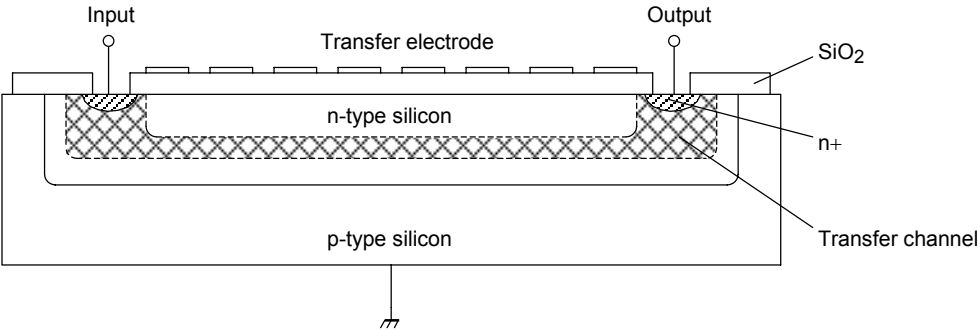 Input
Output
Transfer electrode
SiO2
n-type silicon
n+
p-type silicon
Transfer channel